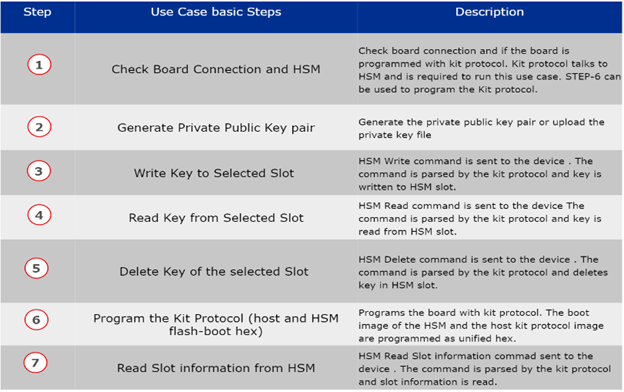 Step Use Case basic Steps Description
1 Check Board Connection and HSM
Check board connection and if the board is
programmed with kit protocol. Kit protocol talks to
HSM and is required to run this use case. STEP-6 can
be used to program the Kit protocol.
2 Generate Private Public Key pair
Generate the private public key pair or upload the
private key file
3 Write Key to Selected Slot
HSM Write command is sent to the device . The
command is parsed by the kit protocol and key is
written to HSM slot.
4 Read Key from Selected Slot
HSM Read command is sent to the device The
command is parsed by the kit protocol and key is
read from HSM slot.
5 Delete Key of the selected Slot
HSM Delete command is sent to the device . The
command is parsed by the kit protocol and deletes
key in HSM slot.
6 Program the Kit Protocol (host and HSM
flash-boot hex)
Programs the board with kit protocol. The boot
image of the HSM and the host kit protocol image
are programmed as unified hex.
7 Read Slot information from HSM
HSM Read Slot information commad sent to the
device . The command is parsed by the kit protocol
and slot information is read.